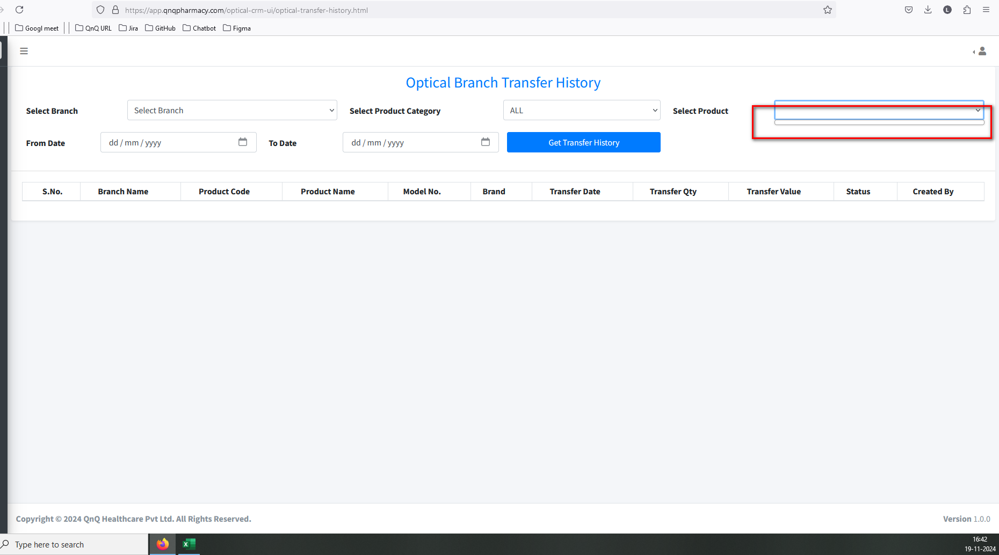 https://app.qnqpharmacy.com/optical-crm-ui/optical-transfer-history.html
L
Googl meet
QnQ URL
Jira
GitHub
Chatbot
Figma
Optical Branch Transfer History
Select Branch
Select Branch
Select Product Category
ALL
Select Product
From Date
dd / mm / yyyy
To Date
dd / mm / yyyy
Get Transfer History
S.No. Branch Name Product Code Product Name Model No. Brand Transfer Date Transfer Qty Transfer Value Status Created By
Copyright © 2024 QnQ Healthcare Pvt Ltd. All Rights Reserved.
Version 1.0.0
Type here to search
X
16:42
19-11-2024